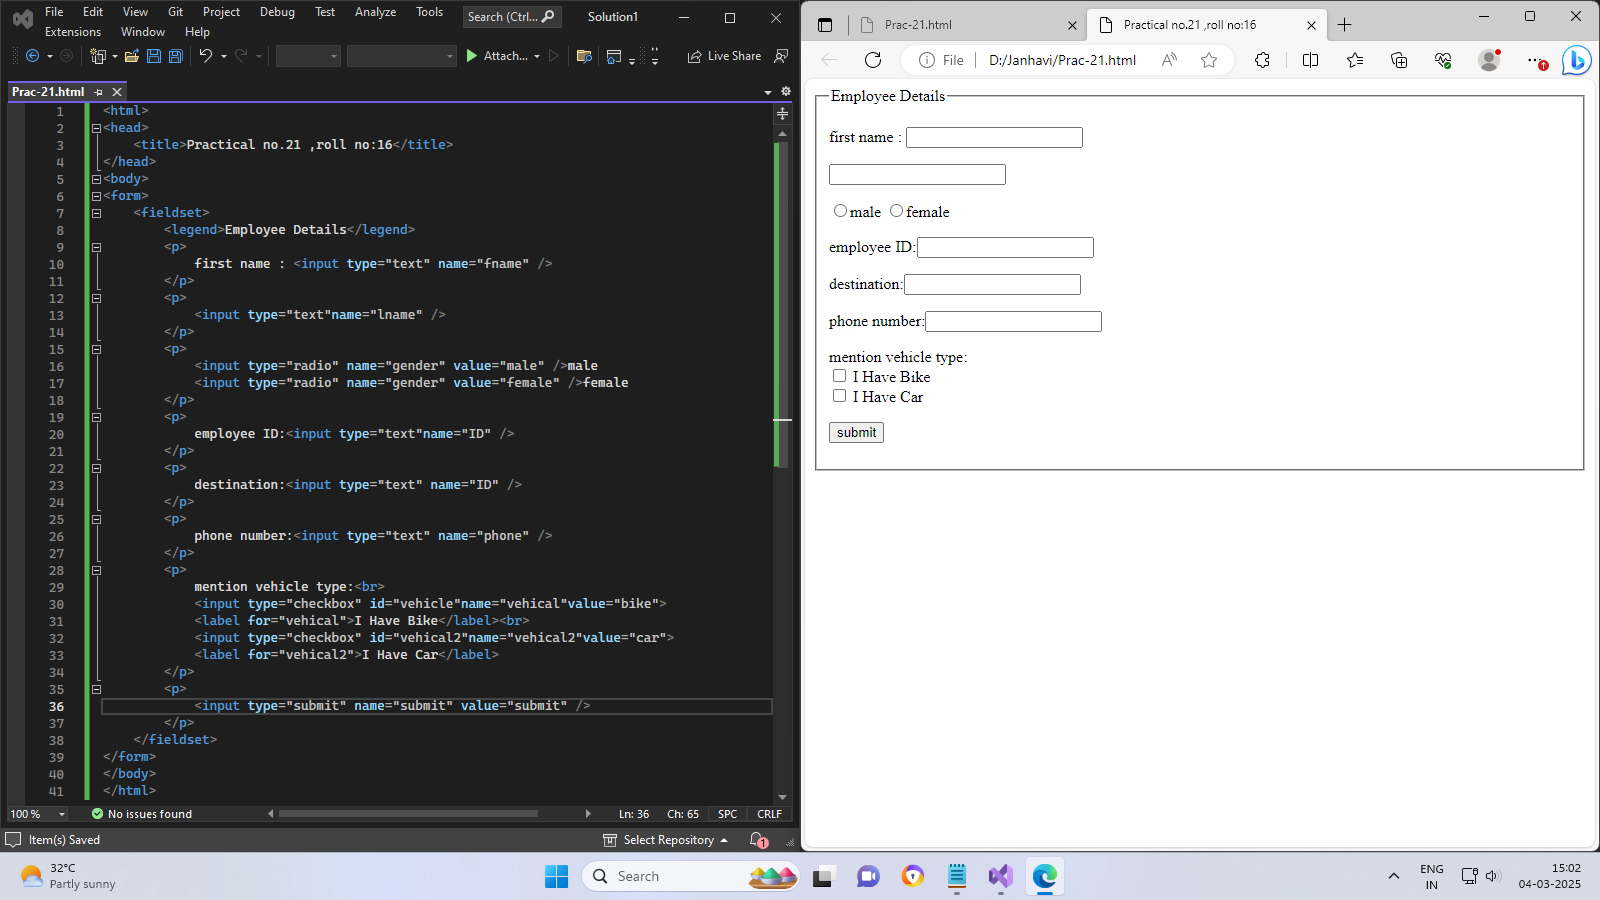 File Edit View Git Project Debug Test Analyze Tools Search (Ctrl... Solution1
Extensions Window Help
Attach... Live Share
Prac-21.html
1 <html>
2 <head>
3 <title>Practical no.21 ,roll no:16</title>
4 </head>
5 <body>
6 <form>
7 <fieldset>
8 <legend>Employee Details</legend>
9 <p>
10 first name : <input type="text" name="fname" />
11 </p>
12 <p>
13 <input type="text"name="lname" />
14 </p>
15 <p>
16 <input type="radio" name="gender" value="male" />male
17 <input type="radio" name="gender" value="female" />female
18 </p>
19 <p>
20 employee ID:<input type="text"name="ID" />
21 </p>
22 <p>
23 destination:<input type="text" name="ID" />
24 </p>
25 <p>
26 phone number:<input type="text" name="phone" />
27 </p>
28 <p>
29 mention vehicle type:<br>
30 <input type="checkbox" id="vehicle"name="vehical"value="bike">
31 <label for="vehical">I Have Bike</label><br>
32 <input type="checkbox" id="vehical2"name="vehical2"value="car">
33 <label for="vehical2">I Have Car</label>
34 </p>
35 <p>
36 <input type="submit" name="submit" value="submit" />
37 </p>
38 </fieldset>
39 </form>
40 </body>
41 </html>
100 % No issues found Ln: 36 Ch: 65 SPC CRLF
Item(s) Saved Select Repository 1
Prac-21.html Practical no.21 ,roll no:16
File D:/Janhavi/Prac-21.html
Employee Details
first name :
male female
employee ID:
destination:
phone number:
mention vehicle type:
I Have Bike
I Have Car
submit
32°C
Partly sunny
Search
ENG
IN
15:02
04-03-2025